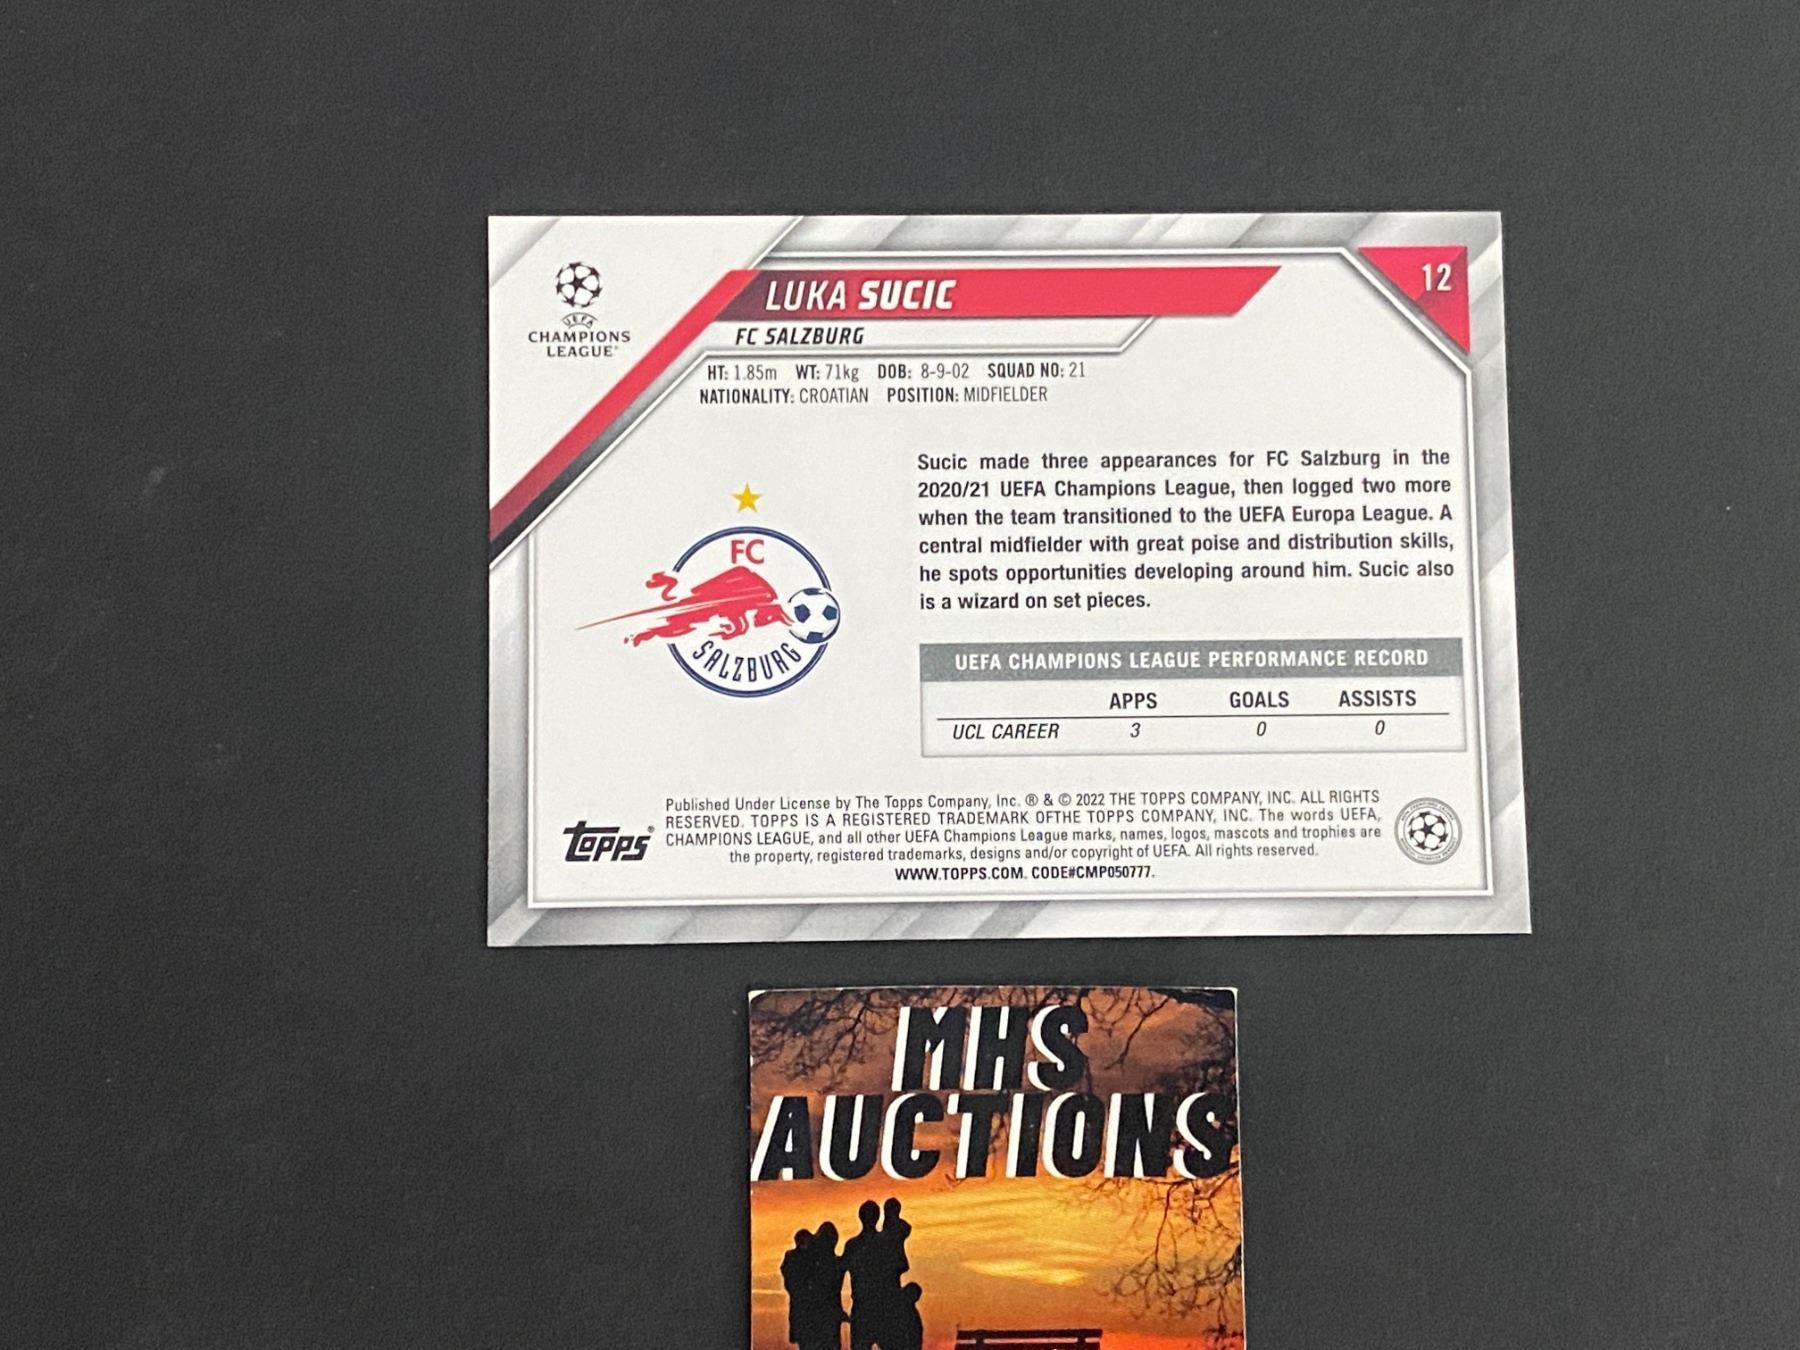 UEFA
CHAMPIONS
LEAGUE
LUKA SUCIC
12
FC SALZBURG
HT: 1.85m WT: 71kg DOB: 8-9-02 SQUAD NO: 21
NATIONALITY: CROATIAN POSITION: MIDFIELDER
FC
SALZBURG
Sucic made three appearances for FC Salzburg in the
2020/21 UEFA Champions League, then logged two more
when the team transitioned to the UEFA Europa League. A
central midfielder with great poise and distribution skills,
he spots opportunities developing around him. Sucic also
is a wizard on set pieces.
UEFA CHAMPIONS LEAGUE PERFORMANCE RECORD
APPS GOALS ASSISTS
UCL CAREER 3 0 0
topps®
Published Under License by The Topps Company, Inc. ® & © 2022 THE TOPPS COMPANY, INC. ALL RIGHTS
RESERVED. TOPPS IS A REGISTERED TRADEMARK OFTHE TOPPS COMPANY, INC. The words UEFA,
CHAMPIONS LEAGUE, and all other UEFA Champions League marks, names, logos, mascots and trophies are
the property, registered trademarks, designs and/or copyright of UEFA. All rights reserved.
WWW.TOPPS.COM. CODE#CMP050777.
MHS
AUCTIONS